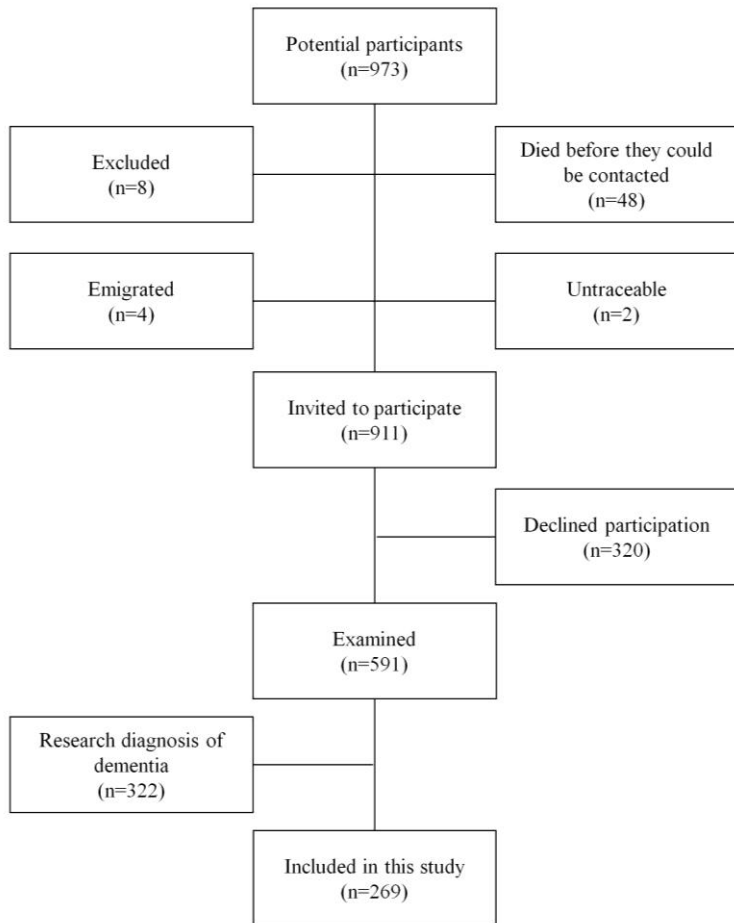 Potential participants
(n=973)
Excluded
(n=8)
Died before they could
be contacted
(n=48)
Emigrated
(n=4)
Untraceable
(n=2)
Invited to participate
(n=911)
Declined participation
(n=320)
Examined
(n=591)
Research diagnosis of
dementia
(n=322)
Included in this study
(n=269)